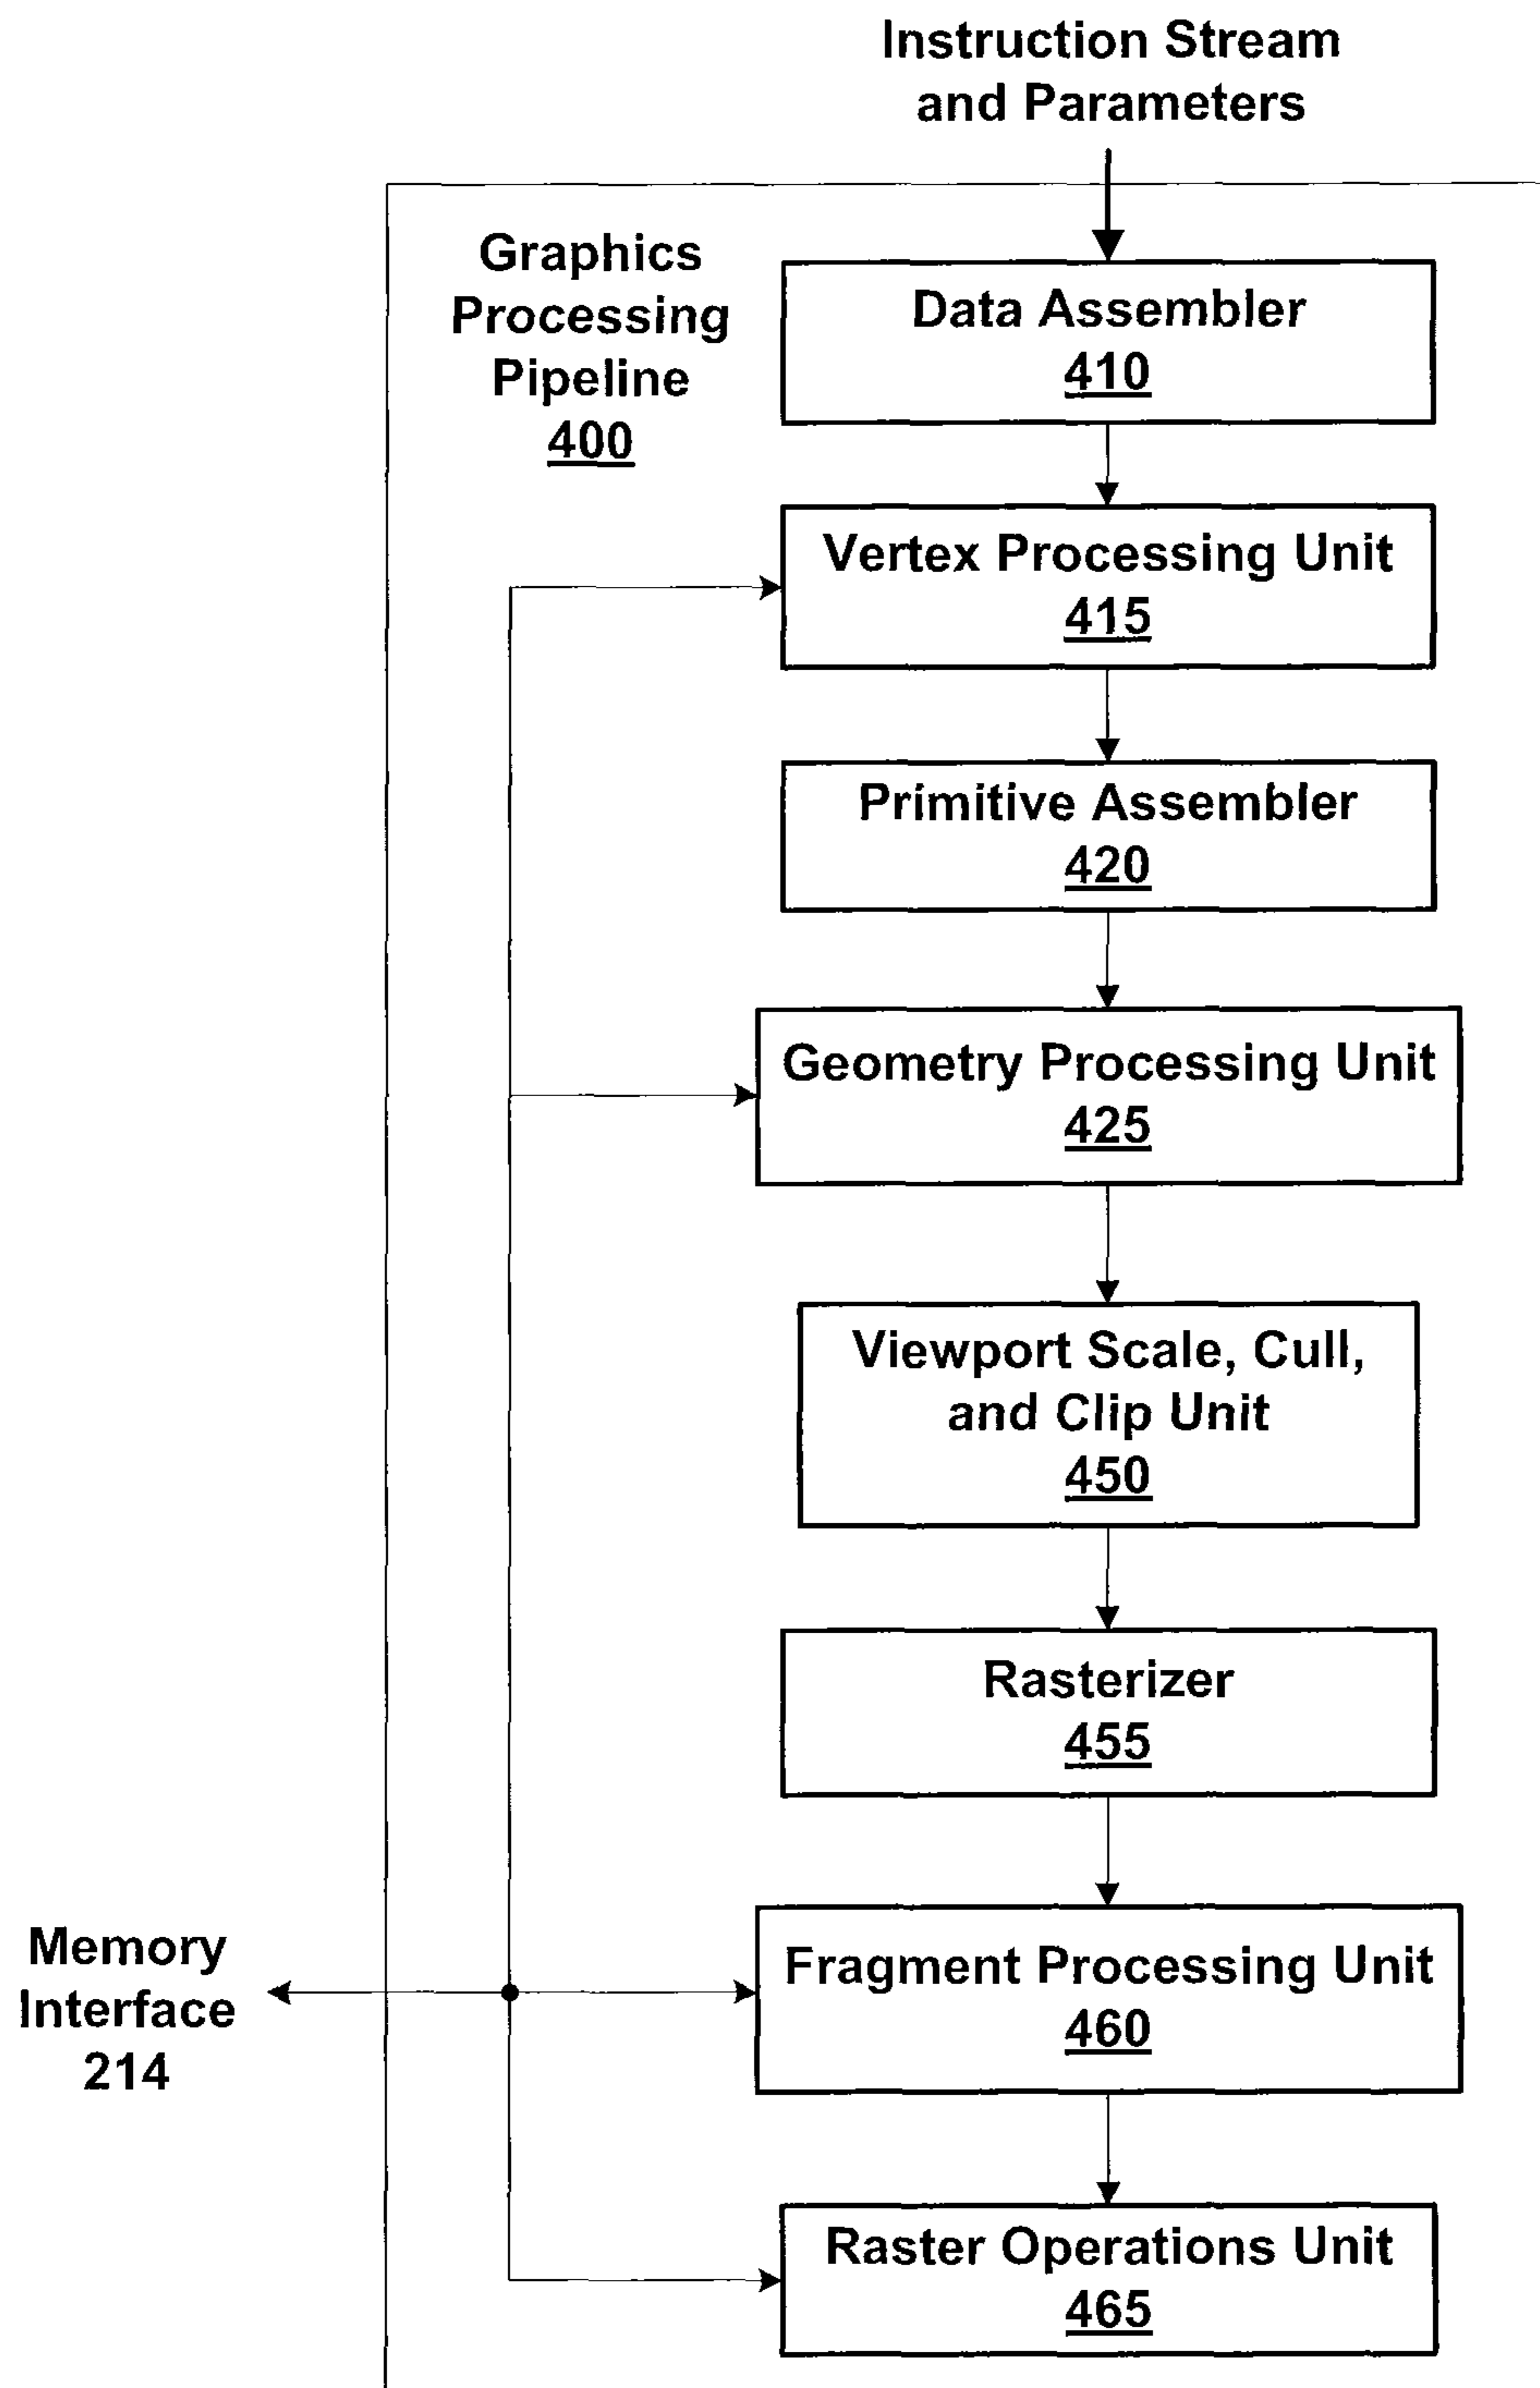 Instruction Stream
and Parameters
Graphics
Processing
Pipeline
400
Data Assembler
410
Vertex Processing Unit
415
Primitive Assembler
420
Geometry Processing Unit
425
Viewport Scale, Cull,
and Clip Unit
450
Rasterizer
455
Memory
Interface
214
Fragment Processing Unit
460
Raster Operations Unit
465